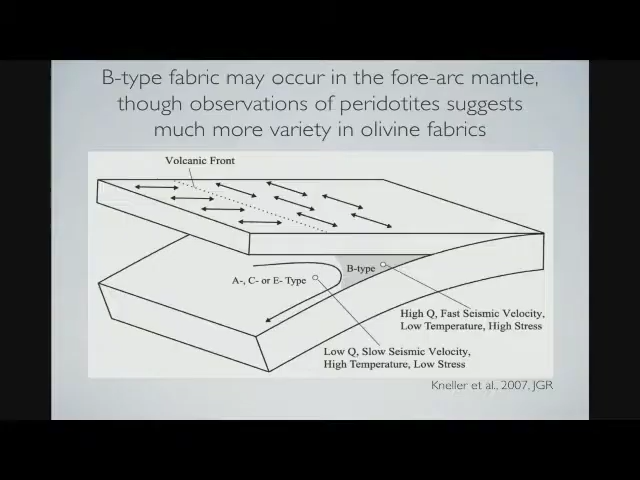 B-type fabric may occur in the fore-arc mantle,
though observations of peridotites suggests
much more variety in olivine fabrics
Volcanic Front
B-type
A-, C- or E- Type
High Q, Fast Seismic Velocity,
Low Temperature, High Stress
Low Q, Slow Seismic Velocity,
High Temperature, Low Stress
Kneller et al., 2007, JGR